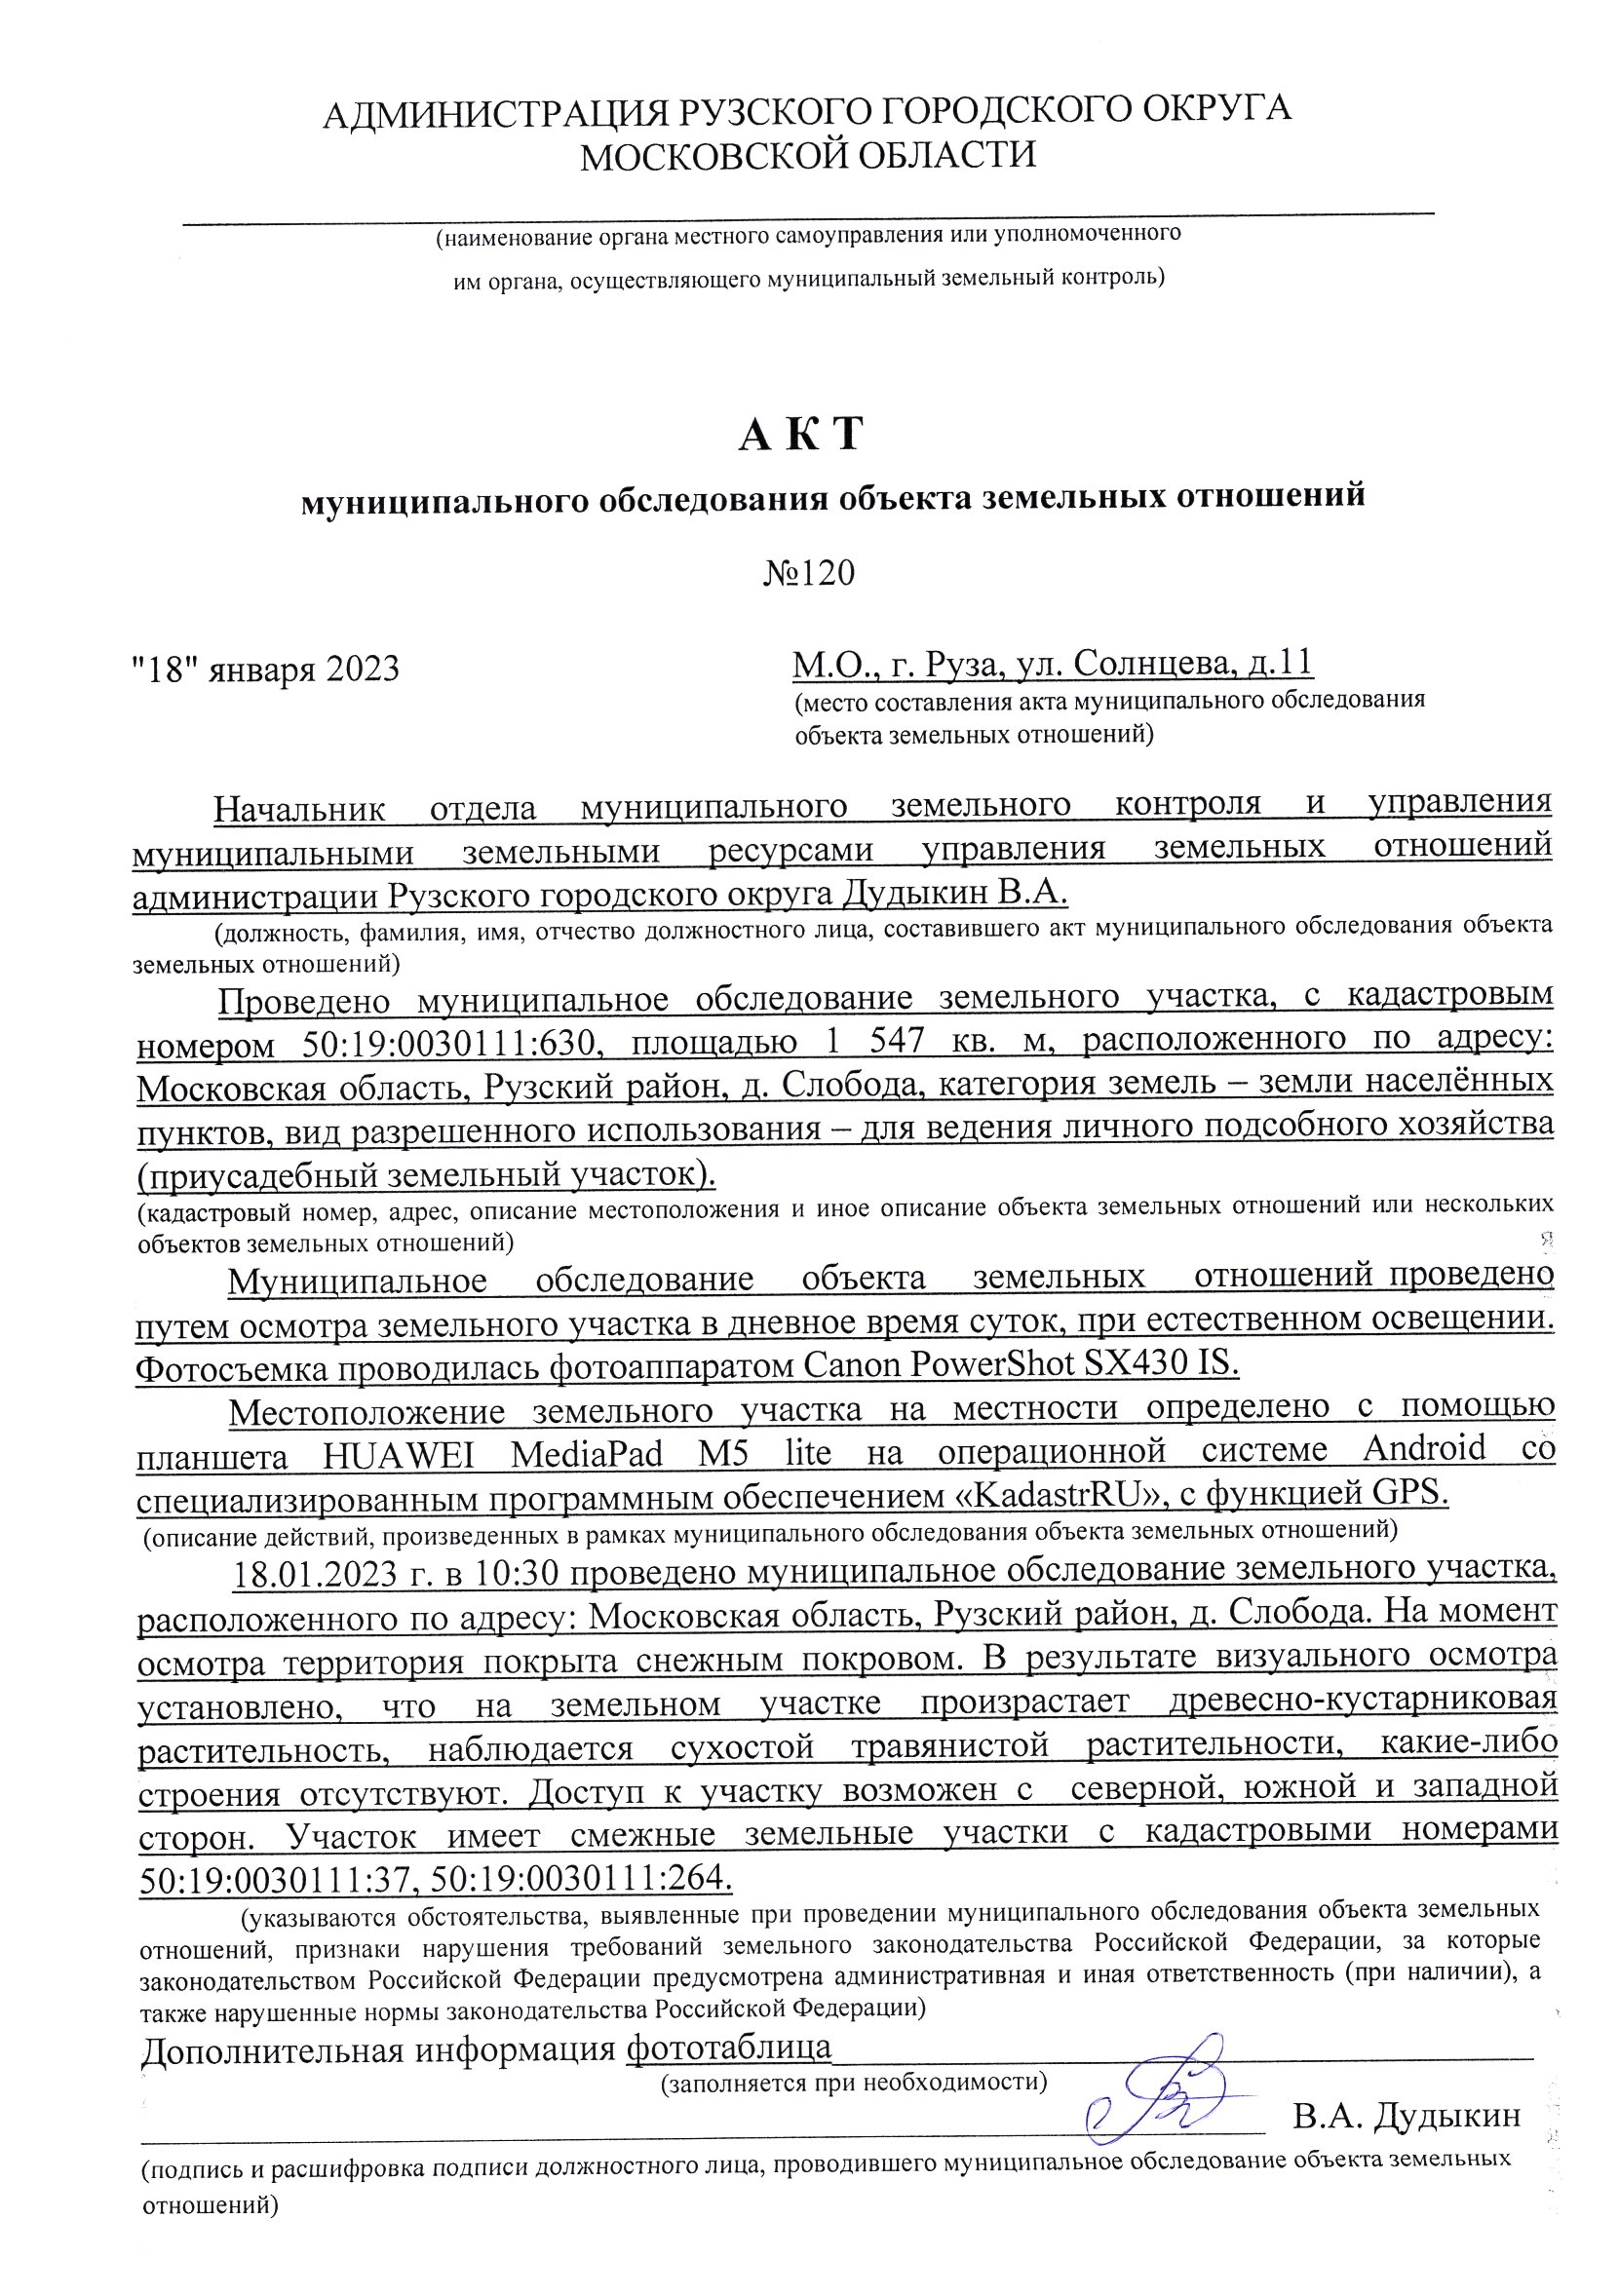 АДМИНИСТРАЦИЯ РУЗСКОГО ГОРОДСКОГО ОКРУГА
МОСКОВСКОЙ ОБЛАСТИ
(наименование органа местного самоуправления или уполномоченного
им органа, осуществляющего муниципальный земельный контроль)
А К Т
муниципального обследования объекта земельных отношений
№120
"18" января 2023
М.О., г. Руза, ул. Солнцева, д.11
(место составления акта муниципального обследования
объекта земельных отношений)
Начальник отдела муниципального земельного контроля и управления
муниципальными земельными ресурсами управления земельных отношений
администрации Рузского городского округа Дудыкин В.А.
(должность, фамилия, имя, отчество должностного лица, составившего акт муниципального обследования объекта
земельных отношений)
Проведено муниципальное обследование земельного участка, с кадастровым
номером 50:19:0030111:630, площадью 1 547 кв. м, расположенного по адресу:
Московская область, Рузский район, д. Слобода, категория земель – земли населённых
пунктов, вид разрешенного использования – для ведения личного подсобного хозяйства
(приусадебный земельный участок).
(кадастровый номер, адрес, описание местоположения и иное описание объекта земельных отношений или нескольких
объектов земельных отношений)
Муниципальное обследование объекта земельных отношений проведено
путем осмотра земельного участка в дневное время суток, при естественном освещении.
Фотосъемка проводилась фотоаппаратом Canon PowerShot SX430 IS.
Местоположение земельного участка на местности определено с помощью
планшета HUAWEI MediaPad M5 lite на операционной системе Android со
специализированным программным обеспечением «KadastrRU», с функцией GPS.
(описание действий, произведенных в рамках муниципального обследования объекта земельных отношений)
18.01.2023 г. в 10:30 проведено муниципальное обследование земельного участка,
расположенного по адресу: Московская область, Рузский район, д. Слобода. На момент
осмотра территория покрыта снежным покровом. В результате визуального осмотра
установлено, что на земельном участке произрастает древесно-кустарниковая
растительность, наблюдается сухостой травянистой растительности, какие-либо
строения отсутствуют. Доступ к участку возможен с северной, южной и западной
сторон. Участок имеет смежные земельные участки с кадастровыми номерами
50:19:0030111:37, 50:19:0030111:264.
(указываются обстоятельства, выявленные при проведении муниципального обследования объекта земельных
отношений, признаки нарушения требований земельного законодательства Российской Федерации, за которые
законодательством Российской Федерации предусмотрена административная и иная ответственность (при наличии), а
также нарушенные нормы законодательства Российской Федерации)
Дополнительная информация фототаблица
(заполняется при необходимости)
В.А. Дудыкин
(подпись и расшифровка подписи должностного лица, проводившего муниципальное обследование объекта земельных
отношений)